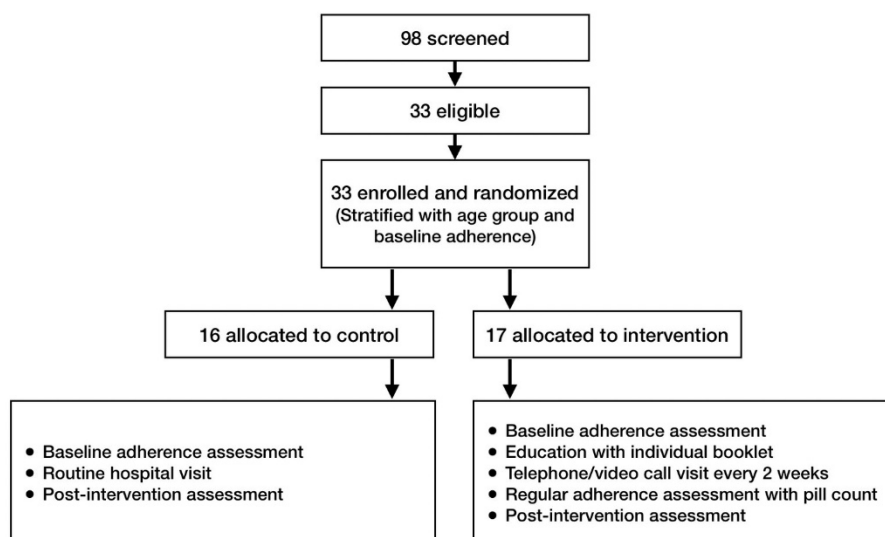 98 screened
33 eligible
33 enrolled and randomized
(Stratified with age group and
baseline adherence)
16 allocated to control
17 allocated to intervention
● Baseline adherence assessment
● Routine hospital visit
● Post-intervention assessment
● Baseline adherence assessment
● Education with individual booklet
● Telephone/video call visit every 2 weeks
● Regular adherence assessment with pill count
● Post-intervention assessment